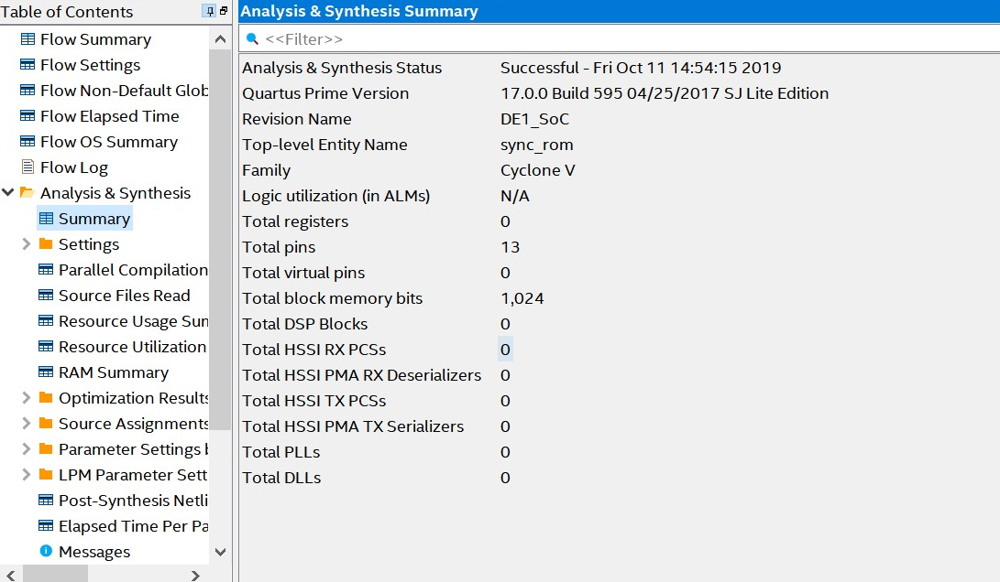 Table of Contents
Flow Summary
Flow Settings
Flow Non-Default Glob
Flow Elapsed Time
Flow OS Summary
Flow Log
Analysis & Synthesis
Summary
Settings
Parallel Compilation
Source Files Read
Resource Usage Sum
Resource Utilization
RAM Summary
Optimization Results
Source Assignments
Parameter Settings b
LPM Parameter Sett
Post-Synthesis Netli
Elapsed Time Per Pa
Messages
Analysis & Synthesis Summary
<<Filter>>
Analysis & Synthesis Status Successful - Fri Oct 11 14:54:15 2019
Quartus Prime Version 17.0.0 Build 595 04/25/2017 SJ Lite Edition
Revision Name DE1_SoC
Top-level Entity Name sync_rom
Family Cyclone V
Logic utilization (in ALMs) N/A
Total registers 0
Total pins 13
Total virtual pins 0
Total block memory bits 1,024
Total DSP Blocks 0
Total HSSI RX PCSs 0
Total HSSI PMA RX Deserializers 0
Total HSSI TX PCSs 0
Total HSSI PMA TX Serializers 0
Total PLLs 0
Total DLLs 0